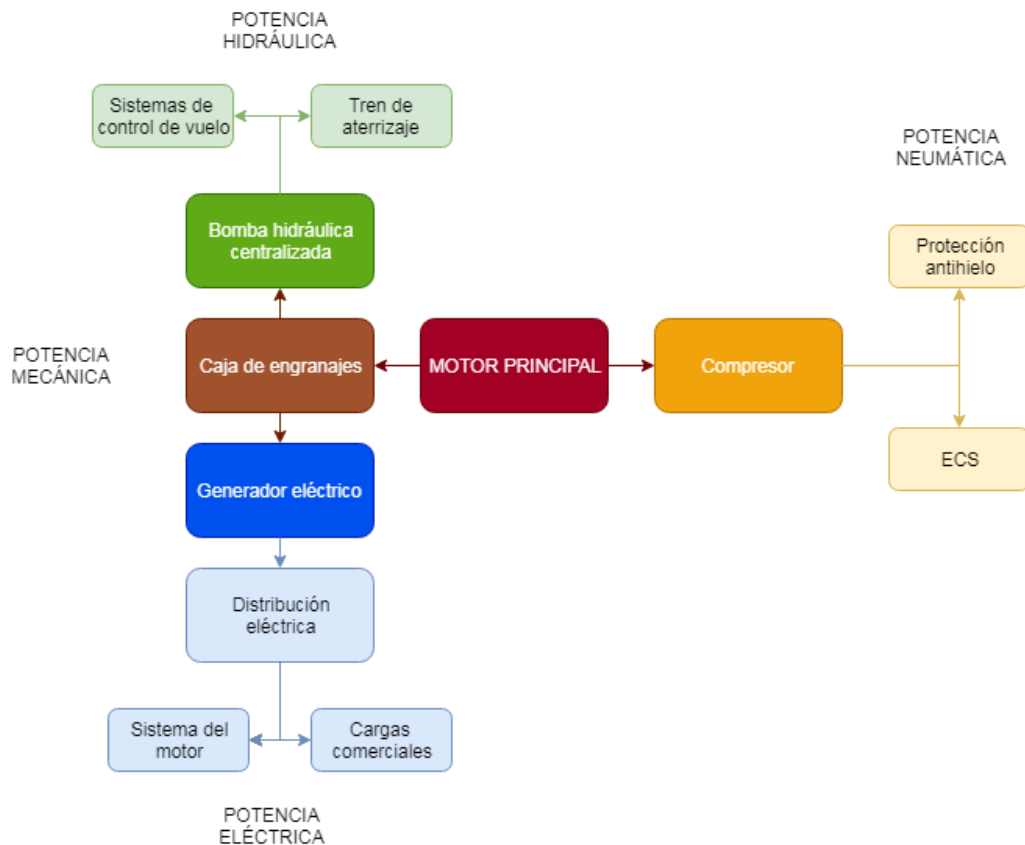 POTENCIA
HIDRÁULICA
Sistemas de
control de vuelo
Tren de
aterrizaje
POTENCIA
NEUMÁTICA
Bomba hidráulica
centralizada
Protección
antihielo
POTENCIA
MECÁNICA
Caja de engranajes
MOTOR PRINCIPAL
Compresor
ECS
Generador eléctrico
Distribución
eléctrica
Sistema del
motor
Cargas
comerciales
POTENCIA
ELÉCTRICA